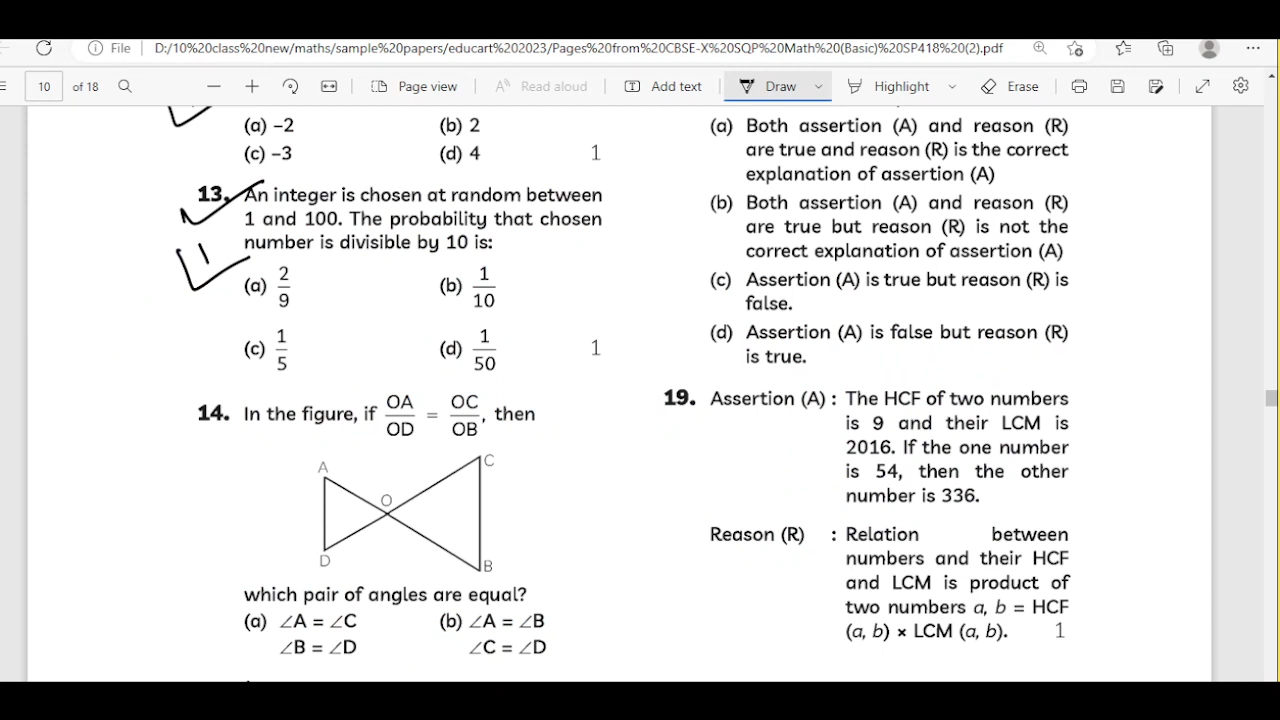 File
D:/10%20class%20new/maths/sample%20papers/educart%202023/Pages%20from%20CBSE-X%20SQP%20Math%20(Basic)%20SP418%20(2).pdf
10 of 18
Page view
Read aloud
Add text
Draw
Highlight
Erase
(a) –2 (b) 2
(c) –3 (d) 4 1
13. An integer is chosen at random between
1 and 100. The probability that chosen
number is divisible by 10 is:
(a) 2/9 (b) 1/10
(c) 1/5 (d) 1/50 1
14. In the figure, if OA/OD = OC/OB, then
A
C
O
D
B
which pair of angles are equal?
(a) ∠A = ∠C (b) ∠A = ∠B
∠B = ∠D ∠C = ∠D
(a) Both assertion (A) and reason (R)
are true and reason (R) is the correct
explanation of assertion (A)
(b) Both assertion (A) and reason (R)
are true but reason (R) is not the
correct explanation of assertion (A)
(c) Assertion (A) is true but reason (R) is
false.
(d) Assertion (A) is false but reason (R)
is true.
19. Assertion (A) : The HCF of two numbers
is 9 and their LCM is
2016. If the one number
is 54, then the other
number is 336.
Reason (R) : Relation between
numbers and their HCF
and LCM is product of
two numbers a, b = HCF
(a, b) × LCM (a, b). 1